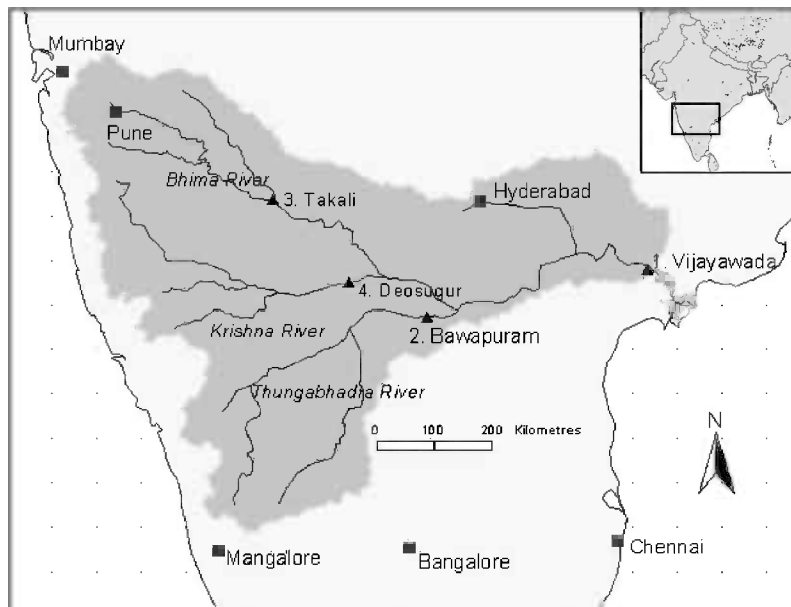 Mumbay
Pune
Bhima River
3. Takali
Hyderabad
1. Vijayawada
4. Deosugur
Krishna River
2. Bawapuram
Thungabhadra River
0 100 200 Kilometres
N
Mangalore
Bangalore
Chennai